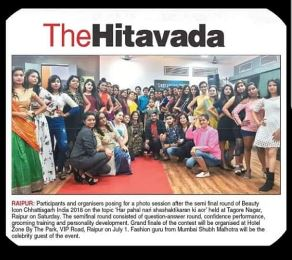 TheHitavada
RAIPUR: Participants and organisers posing for a photo session after the semi final round of Beauty
Icon Chhattisgarh India 2018 on the topic 'Har pahal nari shashaktikaran ki aor' held at Tagore Nagar,
Raipur on Saturday. The semifinal round consisted of question-answer round, confidence performance,
grooming training and personality development. Grand finale of the contest will be organised at Hotel
Zone By The Park, VIP Road, Raipur on July 1. Fashion guru from Mumbai Shubh Malhotra will be the
celebrity guest of the event.